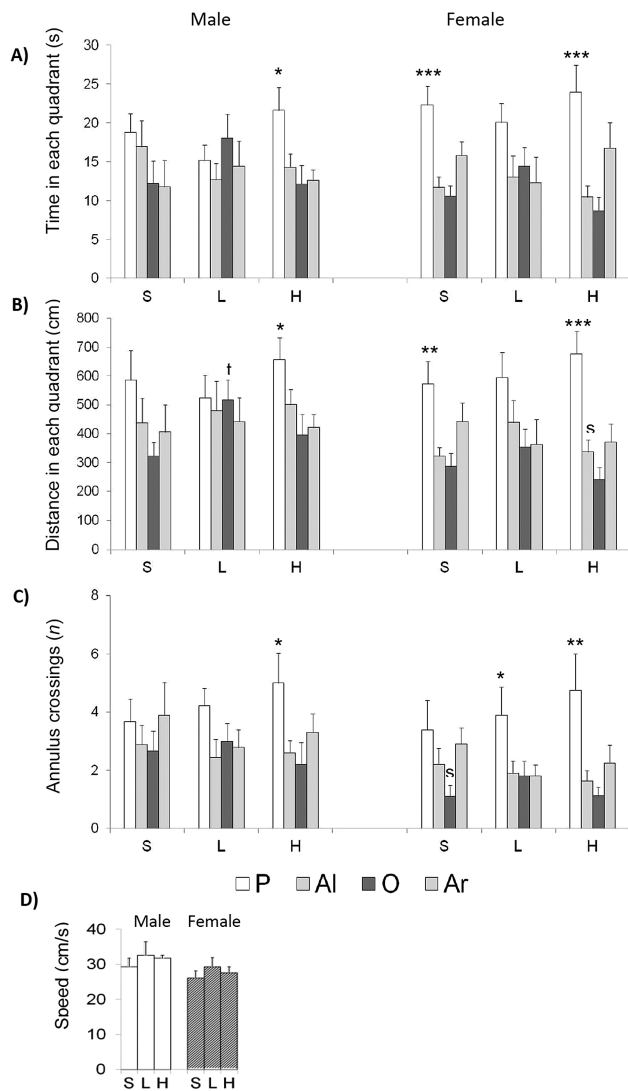 Male Female
A)
Time in each quadrant (s)
30
25
20
15
10
5
0
* *** ***
S L H S L H
B)
Distance in each quadrant (cm)
800
700
600
500
400
300
200
100
0
† * ** *** s
S L H S L H
C)
Annulus crossings (n)
8
6
4
2
0
* s * **
S L H S L H
P Al O Ar
D)
Male Female
Speed (cm/s)
40
30
20
10
0
S L H S L H